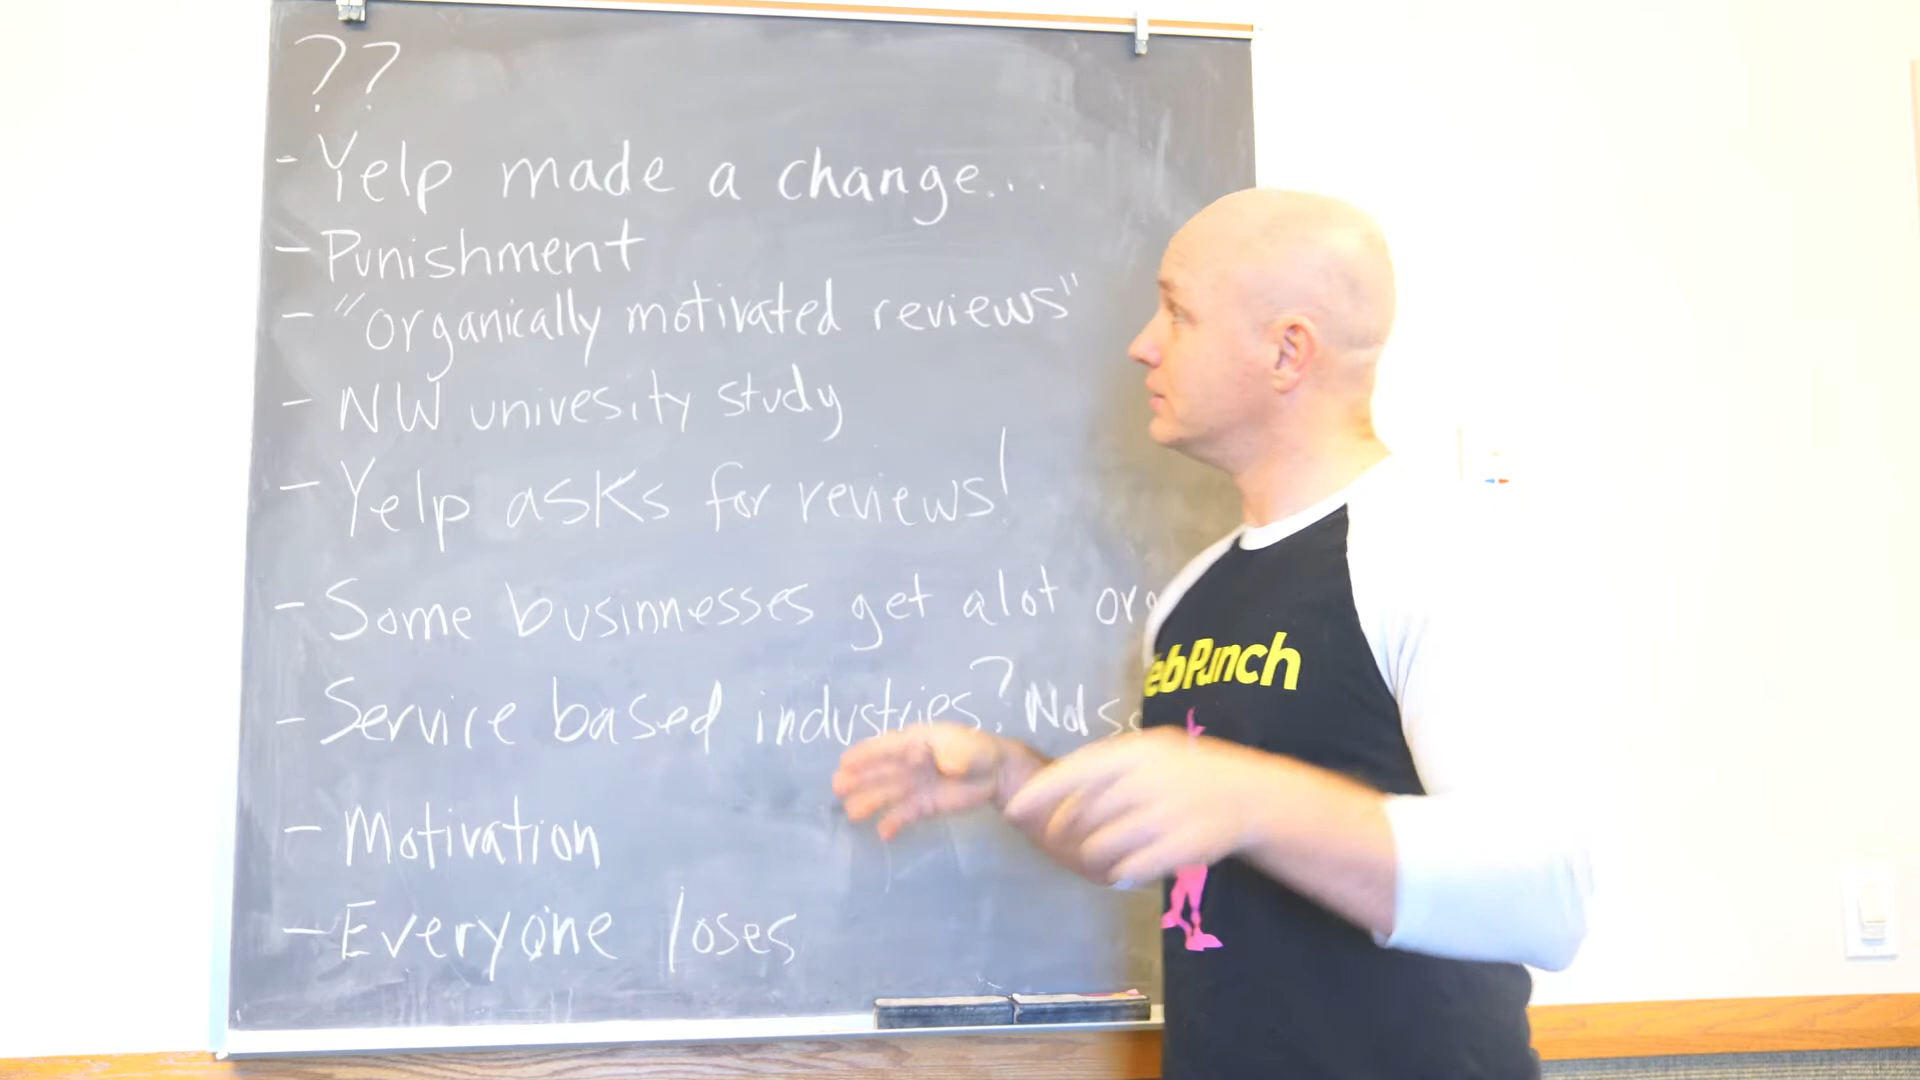 ??
- Yelp made a change...
- Punishment
- "organically motivated reviews"
- NW univesity study
- Yelp asks for reviews!
- Some businnesses get alot
- Service based industries?
- Motivation
- Everyone loses
ebPunch